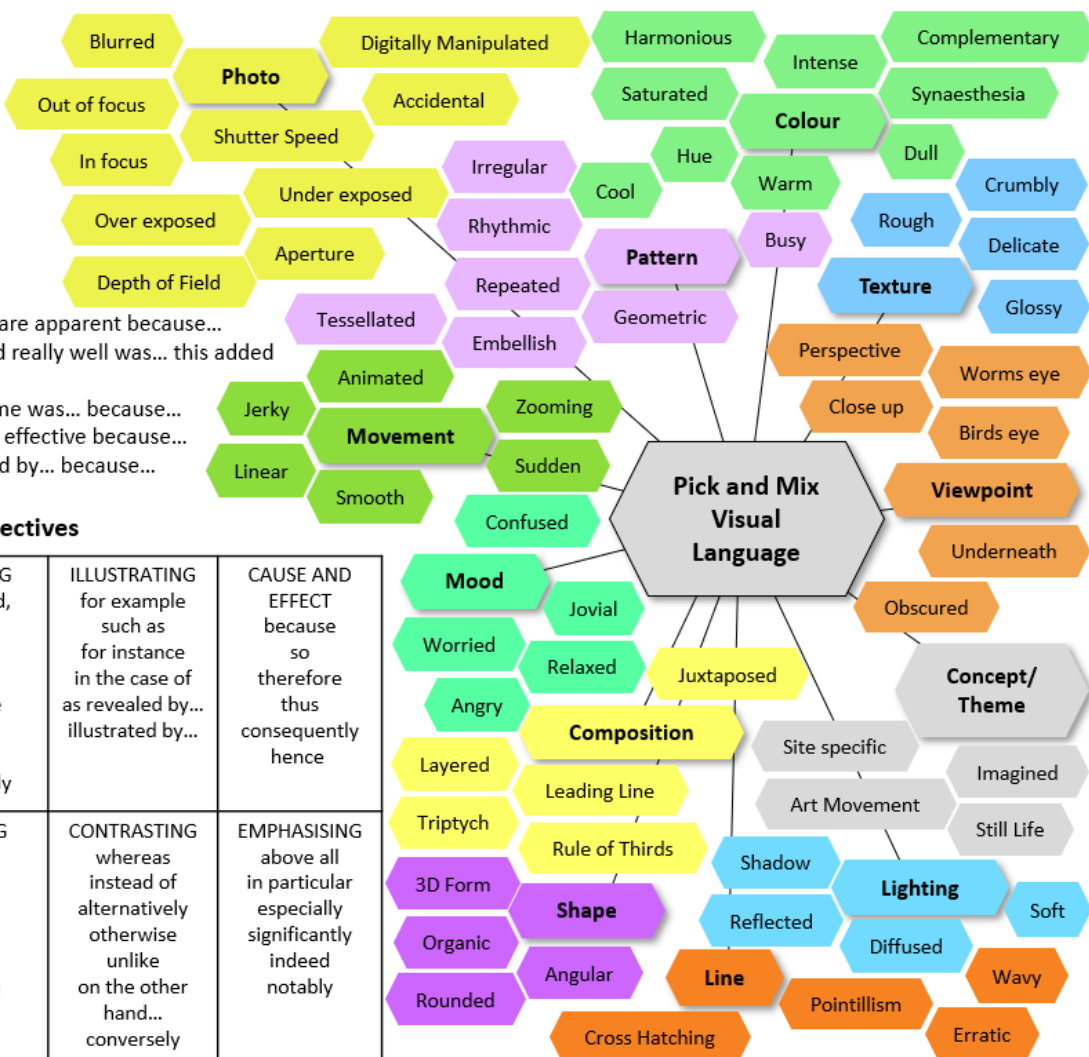 Blurred
Digitally Manipulated
Photo
Out of focus
Accidental
Shutter Speed
In focus
Under exposed
Over exposed
Aperture
Depth of Field
Harmonious
Complementary
Intense
Saturated
Synaesthesia
Colour
Hue
Dull
Cool
Warm
Irregular
Rhythmic
Pattern
Busy
Repeated
Geometric
Tessellated
Embellish
Crumbly
Rough
Delicate
Texture
Glossy
are apparent because…
really well was… this added
was… because…
effective because…
by… because…
Animated
Jerky
Zooming
Movement
Linear
Sudden
Smooth
Perspective
Worms eye
Close up
Birds eye
Viewpoint
Underneath
Obscured
Pick and Mix
Visual
Language
Confused
Mood
Jovial
Worried
Relaxed
Angry
Juxtaposed
Composition
Layered
Leading Line
Triptych
Rule of Thirds
Concept/
Theme
Site specific
Imagined
Art Movement
Still Life
3D Form
Shape
Organic
Angular
Rounded
Shadow
Lighting
Reflected
Soft
Diffused
Line
Wavy
Pointillism
Erratic
Cross Hatching
ILLUSTRATING
for example
such as
for instance
in the case of
as revealed by…
illustrated by…
CAUSE AND
EFFECT
because
so
therefore
thus
consequently
hence
CONTRASTING
whereas
instead of
alternatively
otherwise
unlike
on the other
hand…
conversely
EMPHASISING
above all
in particular
especially
significantly
indeed
notably